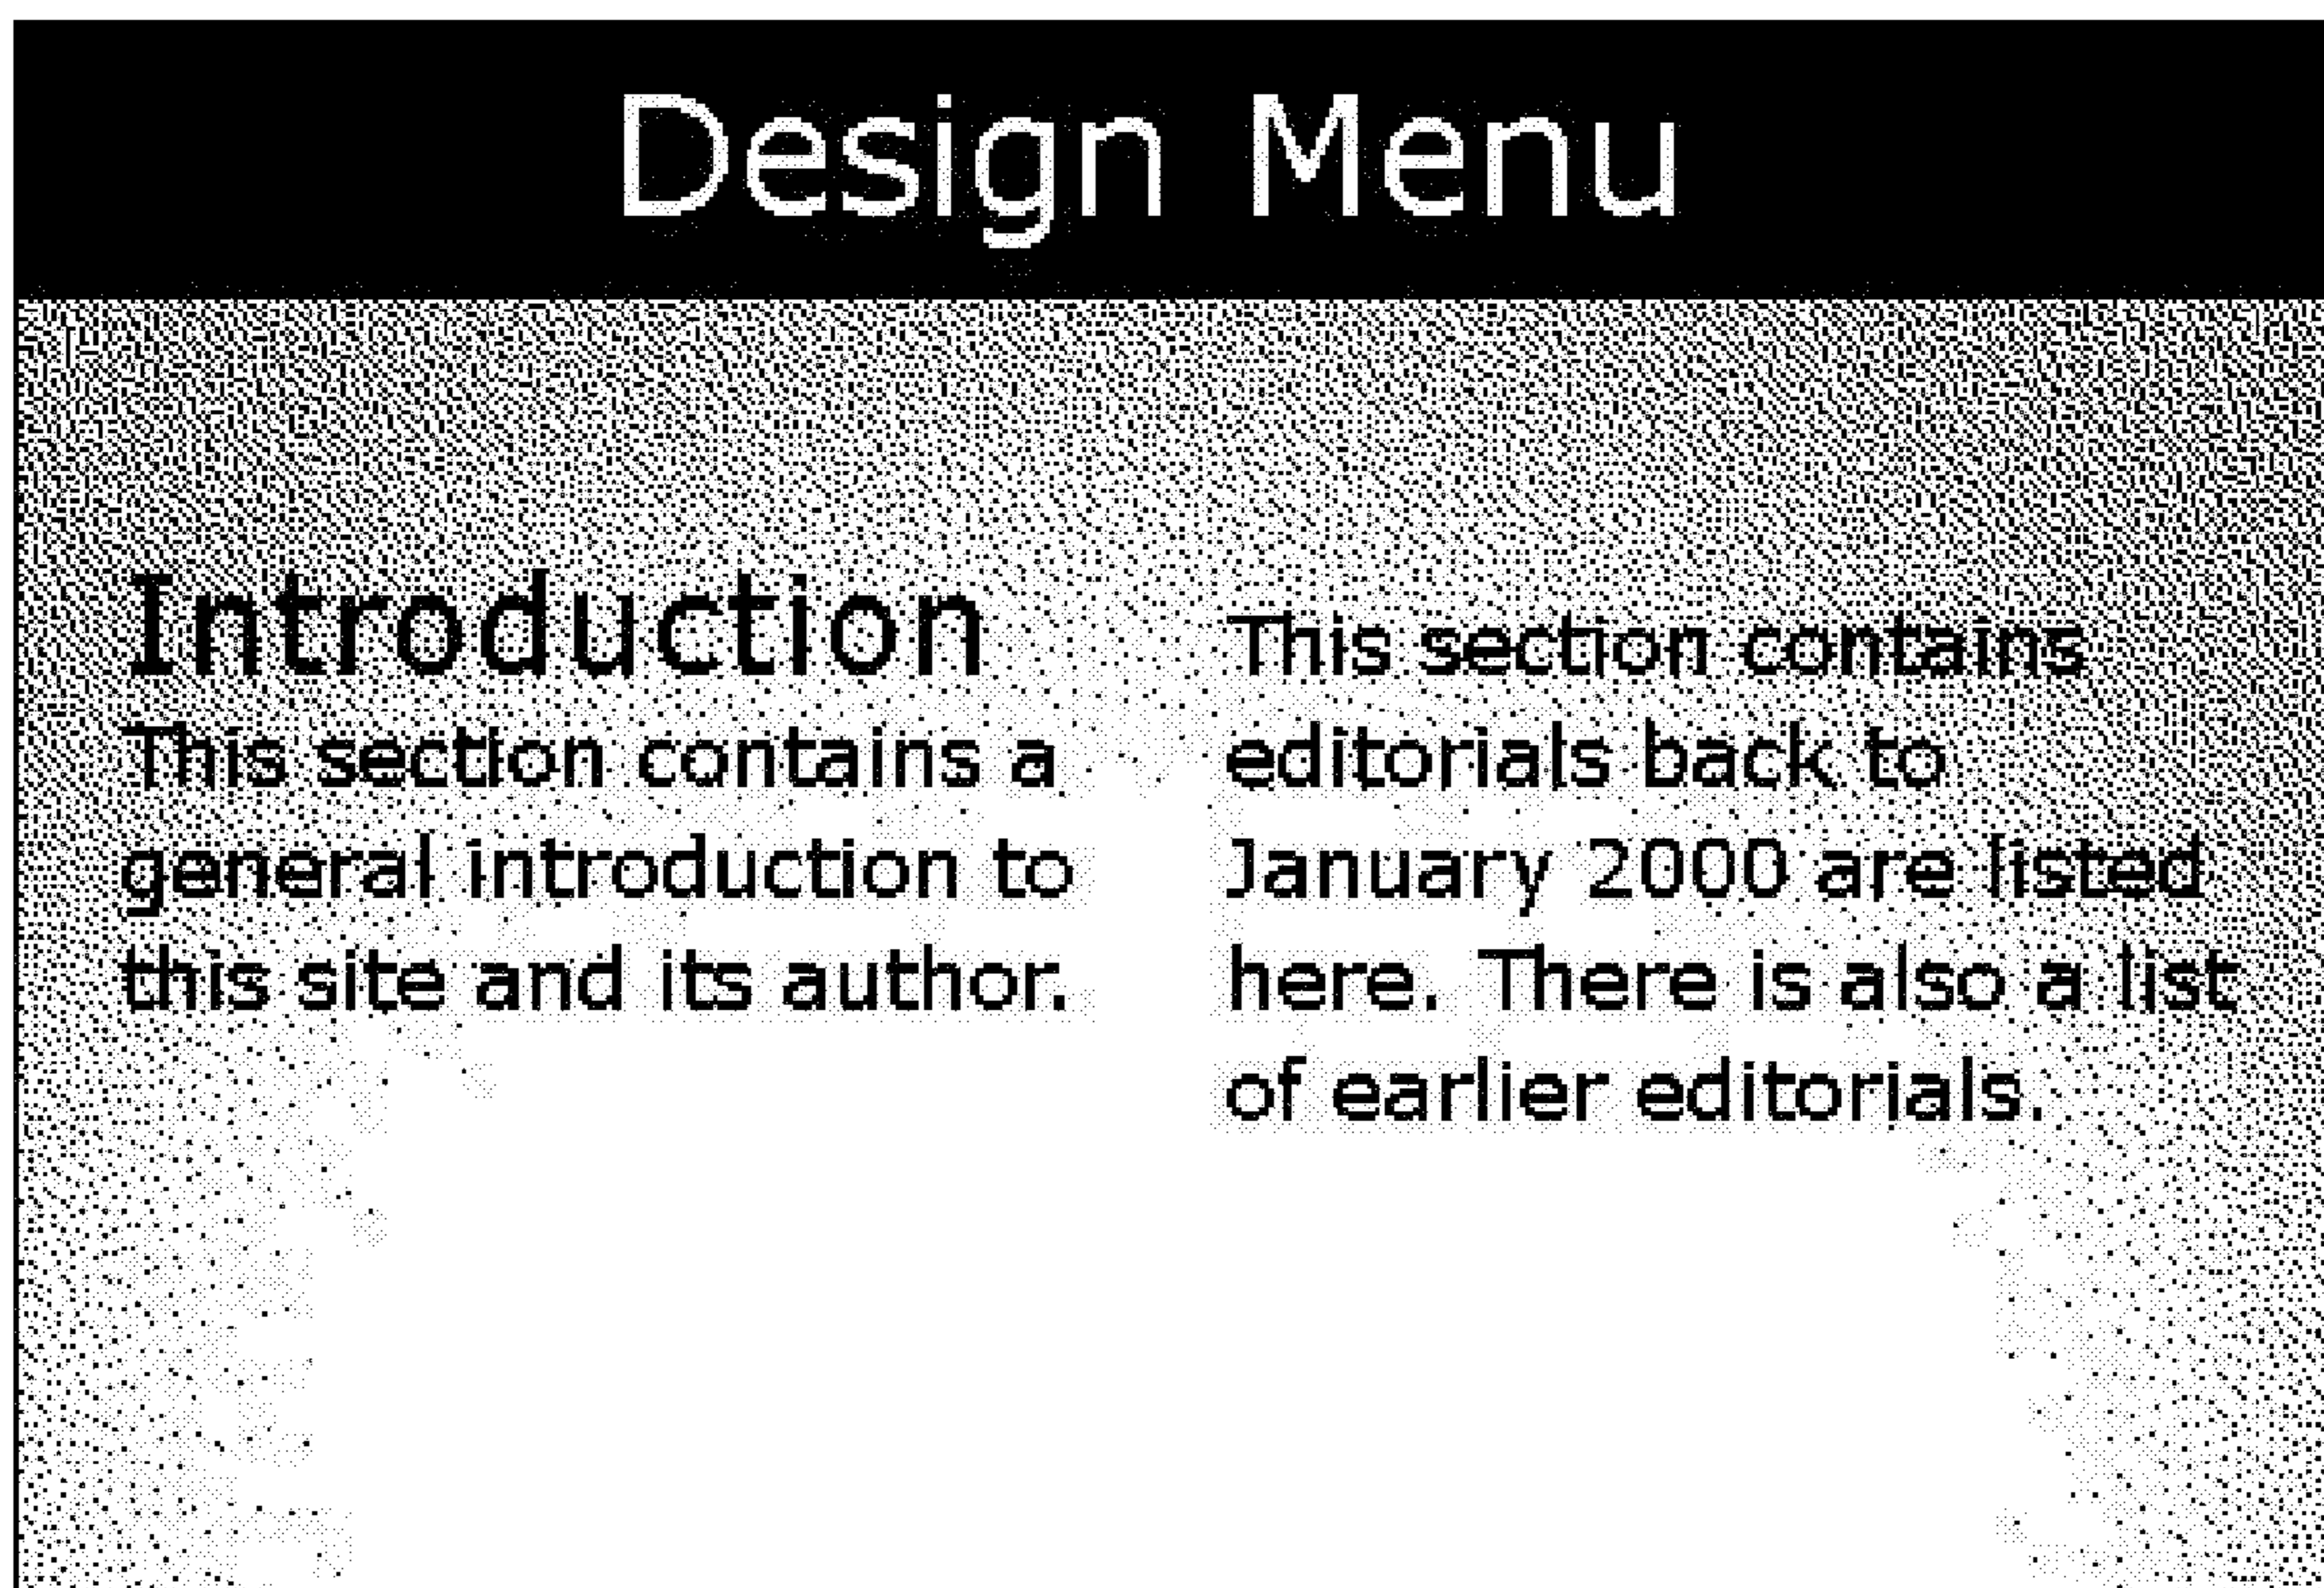 Design Menu
Introduction
This section contains a
general introduction to
this site and its author.
This section contains
editorials back to
January 2000 are listed
here. There is also a list
of earlier editorials.